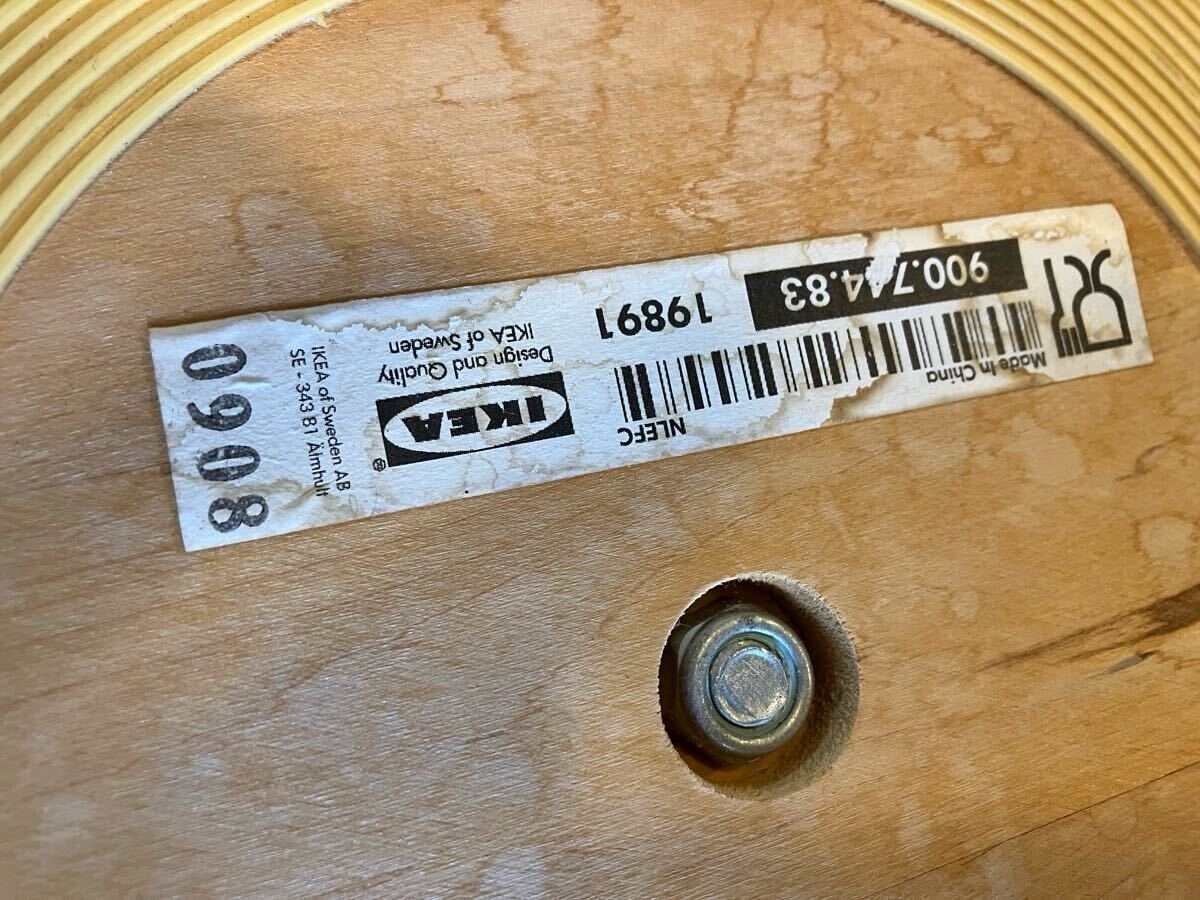 900.744.83
19891
Made in China
NLEFC
Design and Quality
IKEA of Sweden
IKEA®
IKEA of Sweden AB
SE - 343 81 Älmhult
0908